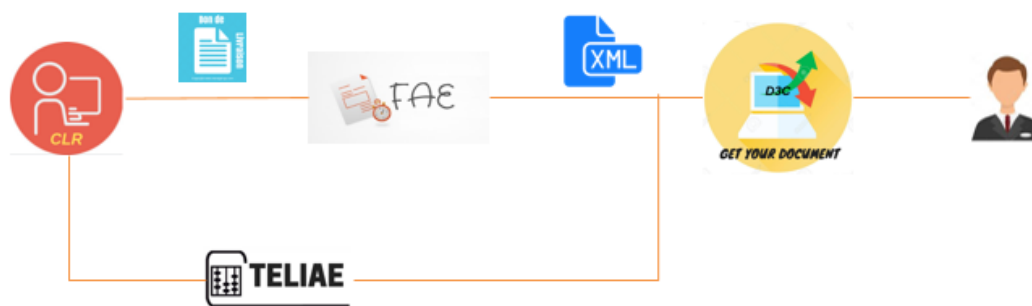 Bon de
Livraison
XML
FAE
CLR
D3C
GET YOUR DOCUMENT
TELIAE